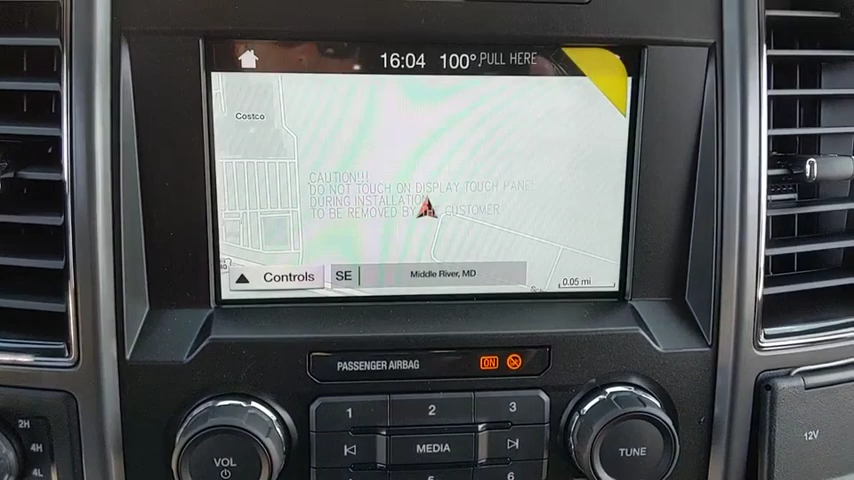 16:04 100° PULL HERE
Costco
CAUTION!!!
DO NOT TOUCH ON DISPLAY TOUCH PANEL
DURING INSTALLATION
TO BE REMOVED BY THE CUSTOMER
Controls SE Middle River, MD 0.05 mi
PASSENGER AIRBAG ON
1 2 3
MEDIA
VOL TUNE
5 6
2H
4H
4L
12V